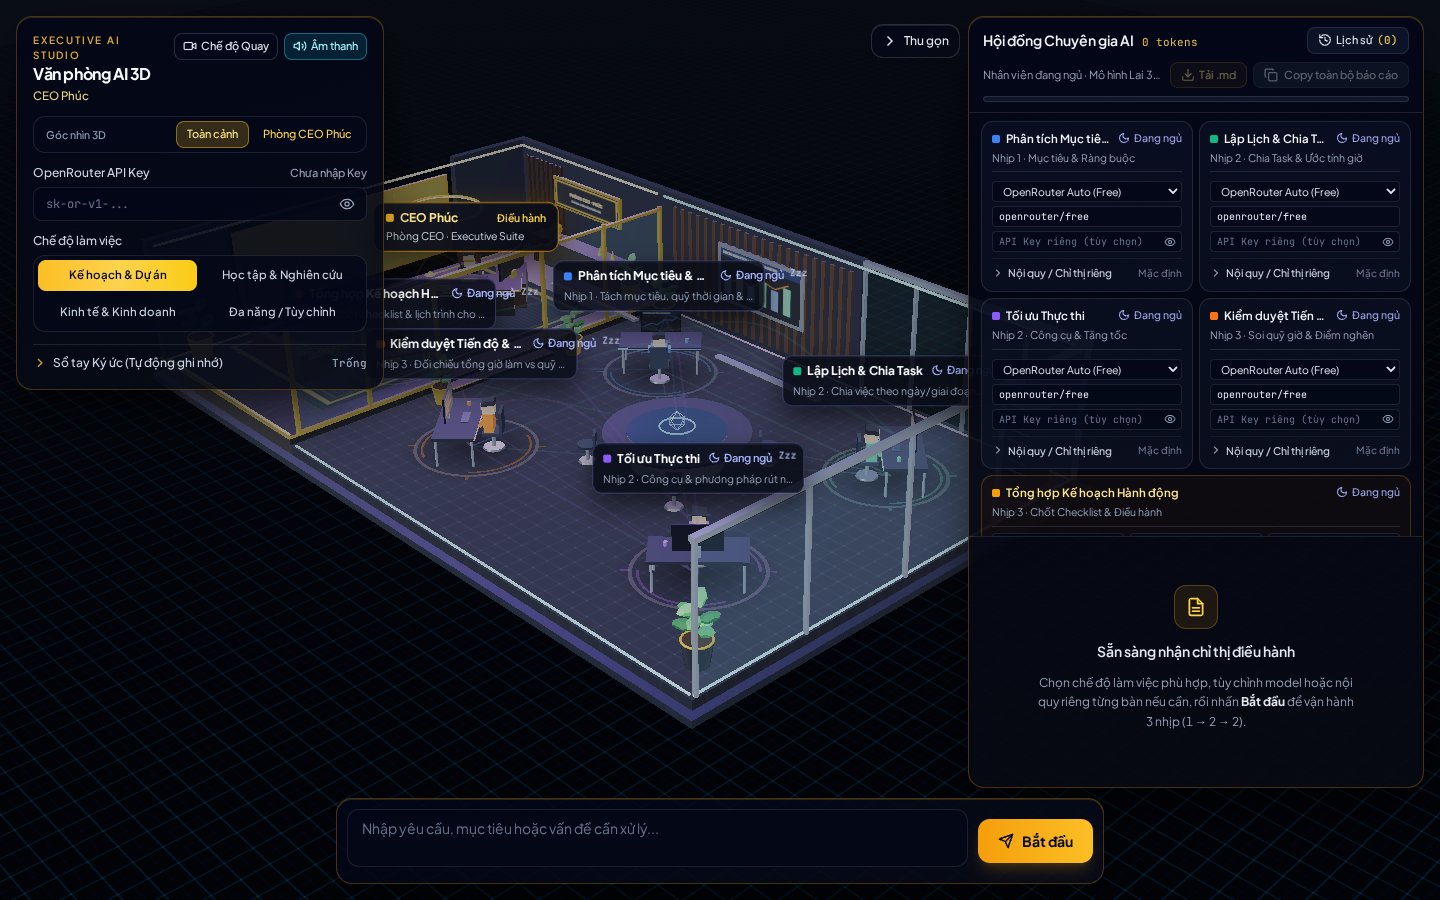 EXECUTIVE AI
STUDIO
Văn phòng AI 3D
CEO Phúc
Chế độ Quay
Âm thanh
Góc nhìn 3D
Toàn cảnh
Phòng CEO Phúc
OpenRouter API Key
Chưa nhập Key
sk-or-v1-...
Chế độ làm việc
Kế hoạch & Dự án
Học tập & Nghiên cứu
Kinh tế & Kinh doanh
Đa năng / Tùy chỉnh
Sổ tay Ký ức (Tự động ghi nhớ)
Trống
Thu gọn
CEO Phúc
Điều hành
Phòng CEO · Executive Suite
Phân tích Mục tiêu & ...
Đang ngủ
Zzz
Nhịp 1 · Tách mục tiêu, quỹ thời gian & ...
Tổng hợp Kế hoạch H...
Đang ngủ
Zzz
checklist & lịch trình cho ...
Kiểm duyệt Tiến độ & ...
Đang ngủ
Zzz
Nhịp 3 · Đối chiếu tổng giờ làm vs quỹ ...
Lập Lịch & Chia Task
Đang
Nhịp 2 · Chia việc theo ngày/giai đoạ
Tối ưu Thực thi
Đang ngủ
Zzz
Nhịp 2 · Công cụ & phương pháp rút n...
Hội đồng Chuyên gia AI
0 tokens
Lịch sử (0)
Nhân viên đang ngủ · Mô hình Lai 3...
Tải .md
Copy toàn bộ báo cáo
Phân tích Mục tiê...
Đang ngủ
Nhịp 1 · Mục tiêu & Ràng buộc
OpenRouter Auto (Free)
openrouter/free
API Key riêng (tùy chọn)
Nội quy / Chỉ thị riêng
Mặc định
Lập Lịch & Chia T...
Đang ngủ
Nhịp 2 · Chia Task & Ước tính giờ
OpenRouter Auto (Free)
openrouter/free
API Key riêng (tùy chọn)
Nội quy / Chỉ thị riêng
Mặc định
Tối ưu Thực thi
Đang ngủ
Nhịp 2 · Công cụ & Tăng tốc
OpenRouter Auto (Free)
openrouter/free
API Key riêng (tùy chọn)
Nội quy / Chỉ thị riêng
Mặc định
Kiểm duyệt Tiến ...
Đang ngủ
Nhịp 3 · Soi quỹ giờ & Điểm nghẽn
OpenRouter Auto (Free)
openrouter/free
API Key riêng (tùy chọn)
Nội quy / Chỉ thị riêng
Mặc định
Tổng hợp Kế hoạch Hành động
Đang ngủ
Nhịp 3 · Chốt Checklist & Điều hành
Sẵn sàng nhận chỉ thị điều hành
Chọn chế độ làm việc phù hợp, tùy chỉnh model hoặc nội
quy riêng từng bàn nếu cần, rồi nhấn Bắt đầu để vận hành
3 nhịp (1 → 2 → 2).
Nhập yêu cầu, mục tiêu hoặc vấn đề cần xử lý...
Bắt đầu